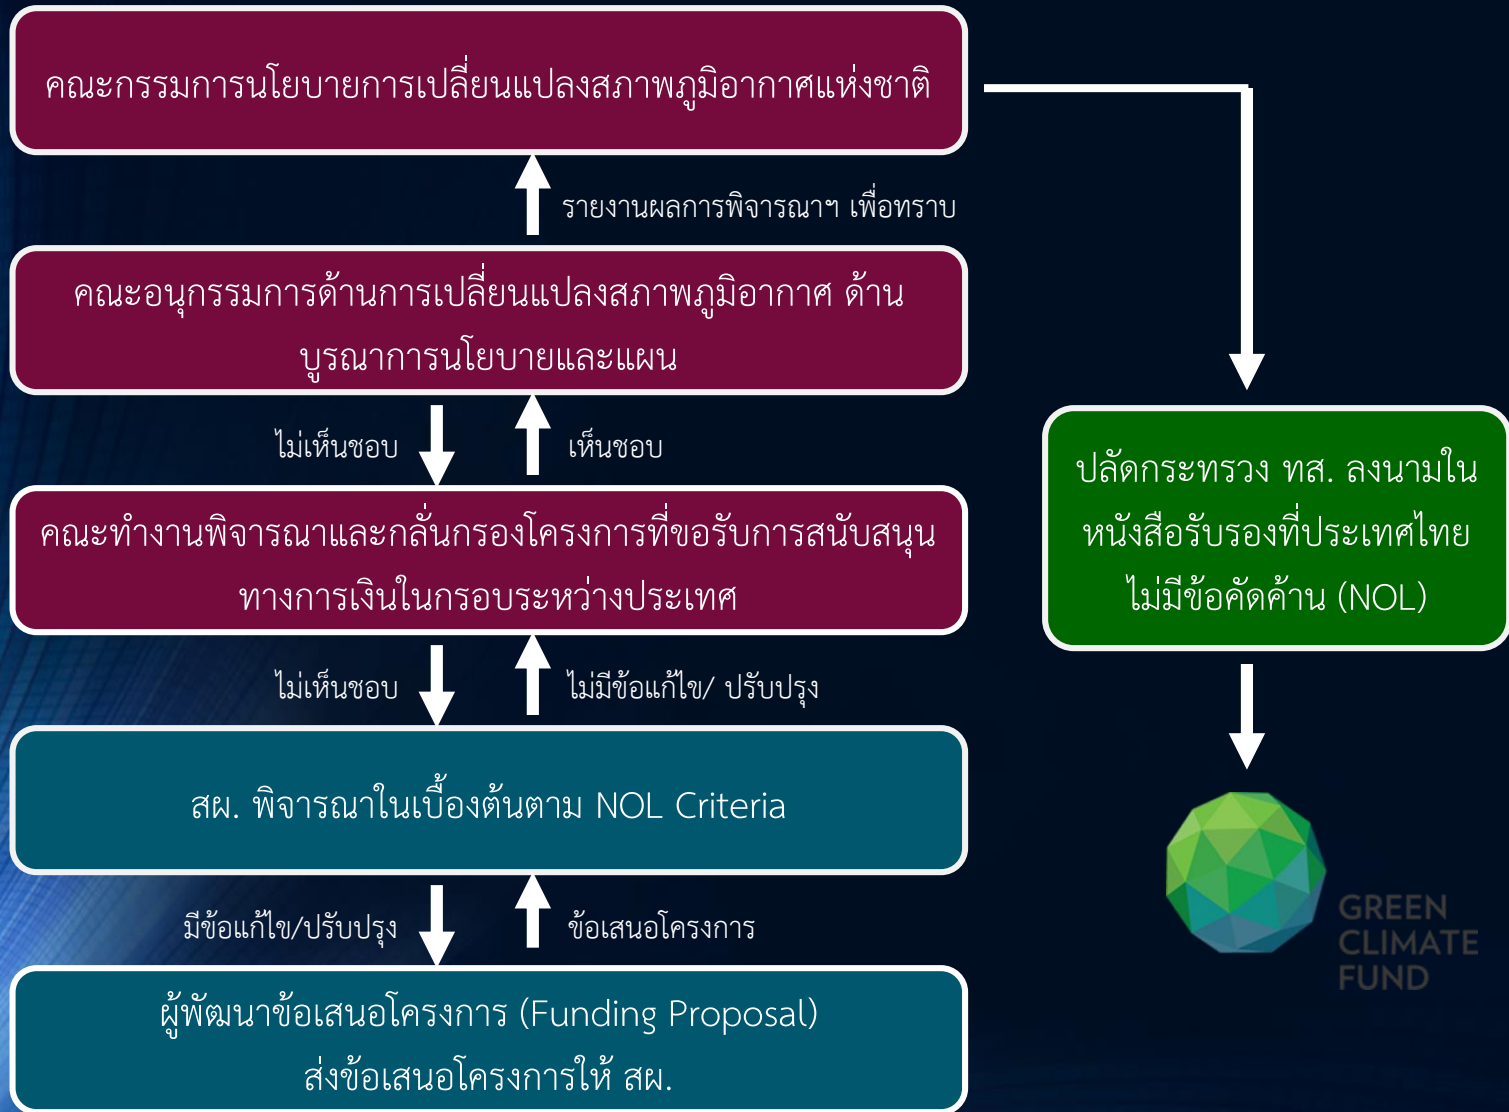 คณะกรรมการนโยบายการเปลี่ยนแปลงสภาพภูมิอากาศแห่งชาติ
รายงานผลการพิจารณาฯ เพื่อทราบ
คณะอนุกรรมการด้านการเปลี่ยนแปลงสภาพภูมิอากาศ ด้าน
บูรณาการนโยบายและแผน
ไม่เห็นชอบ
เห็นชอบ
คณะทำงานพิจารณาและกลั่นกรองโครงการที่ขอรับการสนับสนุน
ทางการเงินในกรอบระหว่างประเทศ
ไม่เห็นชอบ
ไม่มีข้อแก้ไข/ ปรับปรุง
สผ. พิจารณาในเบื้องต้นตาม NOL Criteria
มีข้อแก้ไข/ปรับปรุง
ข้อเสนอโครงการ
ผู้พัฒนาข้อเสนอโครงการ (Funding Proposal)
ส่งข้อเสนอโครงการให้ สผ.
ปลัดกระทรวง ทส. ลงนามใน
หนังสือรับรองที่ประเทศไทย
ไม่มีข้อคัดค้าน (NOL)
GREEN
CLIMATE
FUND